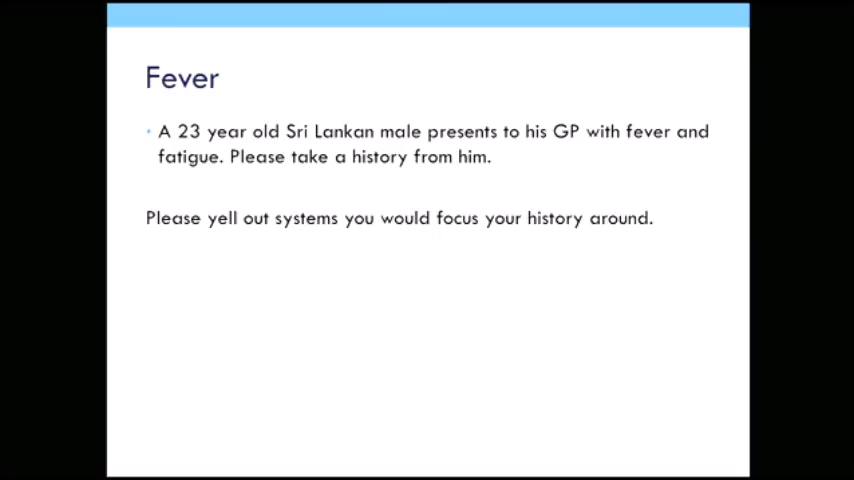 Fever
A 23 year old Sri Lankan male presents to his GP with fever and
fatigue. Please take a history from him.
Please yell out systems you would focus your history around.